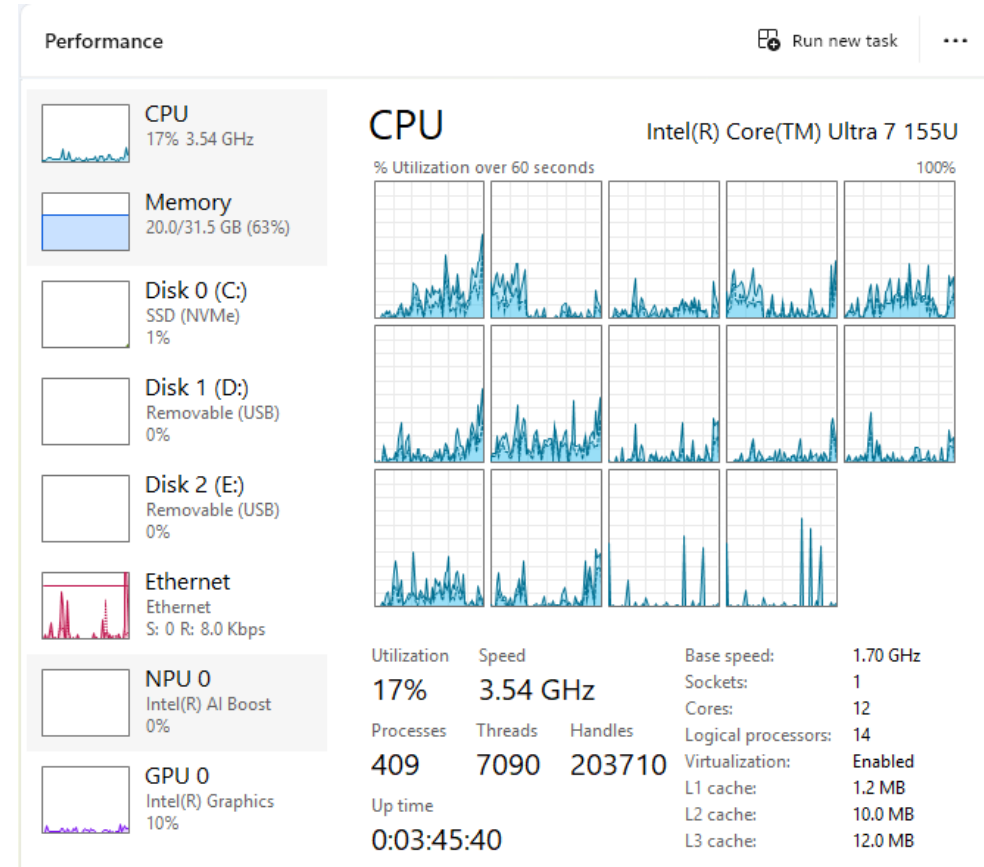 Performance
Run new task
CPU
17% 3.54 GHz
Memory
20.0/31.5 GB (63%)
Disk 0 (C:)
SSD (NVMe)
1%
Disk 1 (D:)
Removable (USB)
0%
Disk 2 (E:)
Removable (USB)
0%
Ethernet
Ethernet
S: 0 R: 8.0 Kbps
NPU 0
Intel(R) AI Boost
0%
GPU 0
Intel(R) Graphics
10%
CPU
Intel(R) Core(TM) Ultra 7 155U
% Utilization over 60 seconds 100%
Utilization Speed
17% 3.54 GHz
Processes Threads Handles
409 7090 203710
Up time
0:03:45:40
Base speed: 1.70 GHz
Sockets: 1
Cores: 12
Logical processors: 14
Virtualization: Enabled
L1 cache: 1.2 MB
L2 cache: 10.0 MB
L3 cache: 12.0 MB